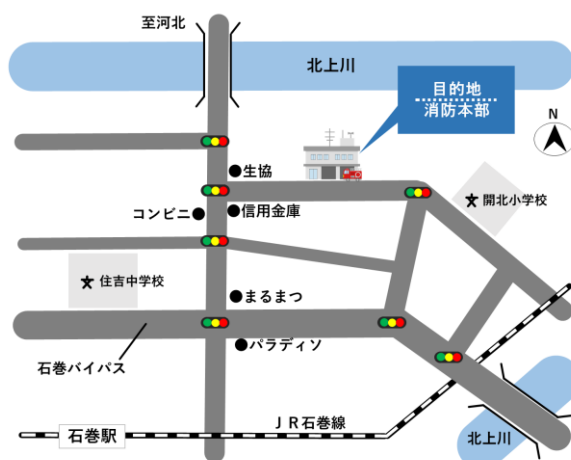 至河北
北上川
目的地
消防本部
N
生協
コンビニ
信用金庫
開北小学校
住吉中学校
まるまつ
パラディソ
石巻バイパス
石巻駅
ＪＲ石巻線
北上川